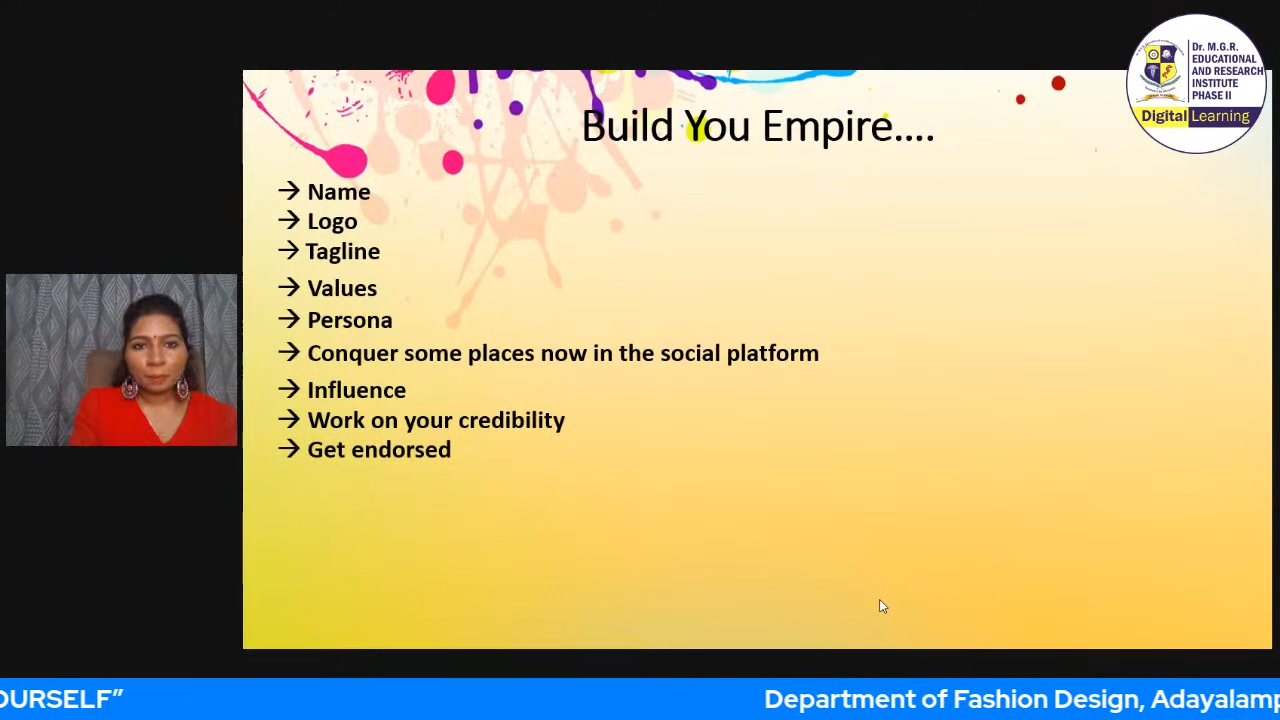 Dr. M.G.R.
EDUCATIONAL
AND RESEARCH
INSTITUTE
PHASE II
Digital Learning
Build You Empire....
→ Name
→ Logo
→ Tagline
→ Values
→ Persona
→ Conquer some places now in the social platform
→ Influence
→ Work on your credibility
→ Get endorsed
OURSELF” Department of Fashion Design, Adayalamp